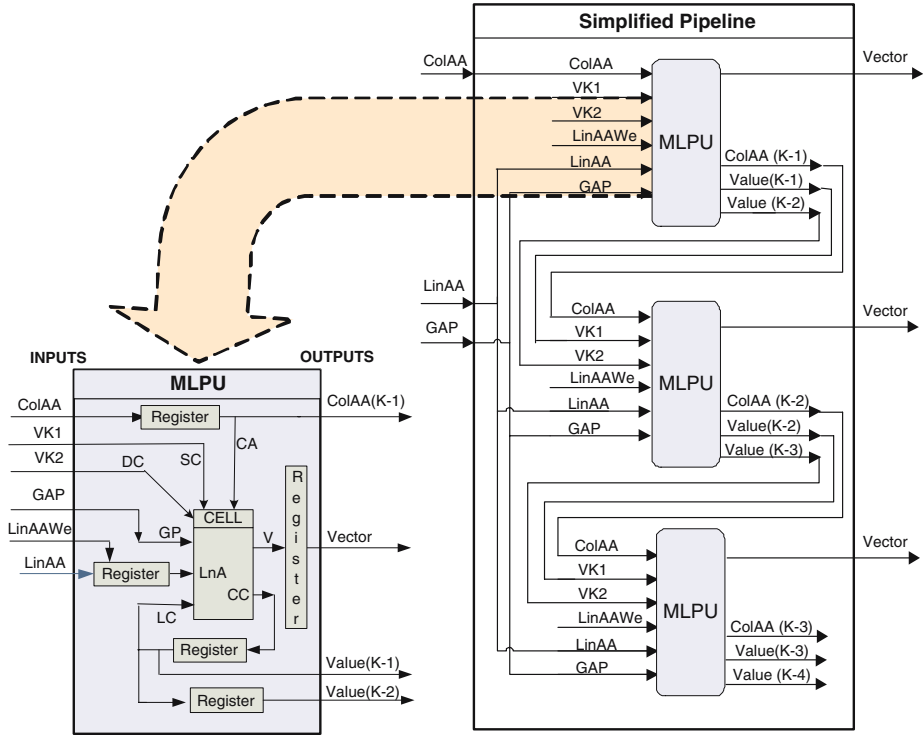 Simplified Pipeline
ColAA
ColAA
VK1
VK2
LinAAWe
LinAA
GAP
MLPU
Vector
ColAA (K-1)
Value(K-1)
Value (K-2)
LinAA
GAP
ColAA
VK1
VK2
LinAAWe
LinAA
GAP
MLPU
Vector
ColAA (K-2)
Value(K-2)
Value (K-3)
ColAA
VK1
VK2
LinAAWe
LinAA
GAP
MLPU
Vector
ColAA (K-3)
Value(K-3)
Value (K-4)
INPUTS
OUTPUTS
MLPU
ColAA
Register
ColAA(K-1)
VK1
SC
CA
VK2
DC
GAP
GP
CELL
V
Register
Vector
LinAAWe
LinAA
Register
LnA
CC
LC
Register
Value(K-1)
Register
Value(K-2)